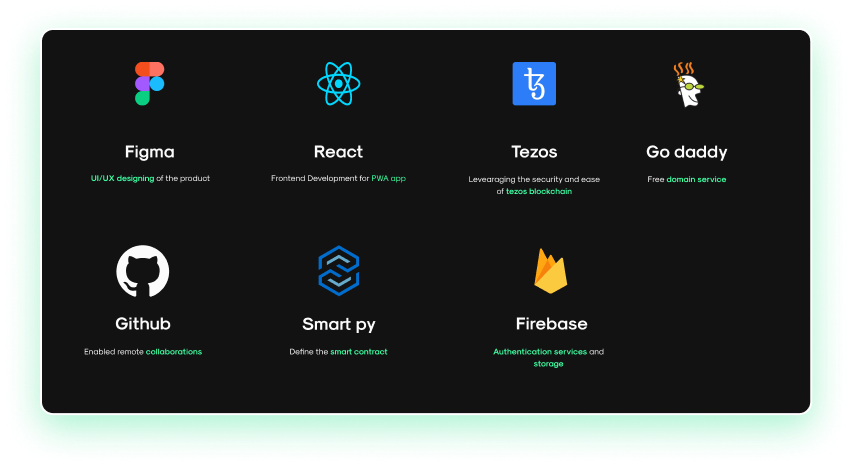 Figma
React
Tezos
Go daddy
UI/UX designing of the product
Frontend Development for PWA app
Levearaging the security and ease
of tezos blockchain
Free domain service
Github
Smart py
Firebase
Enabled remote collaborations
Define the smart contract
Authentication services and
storage